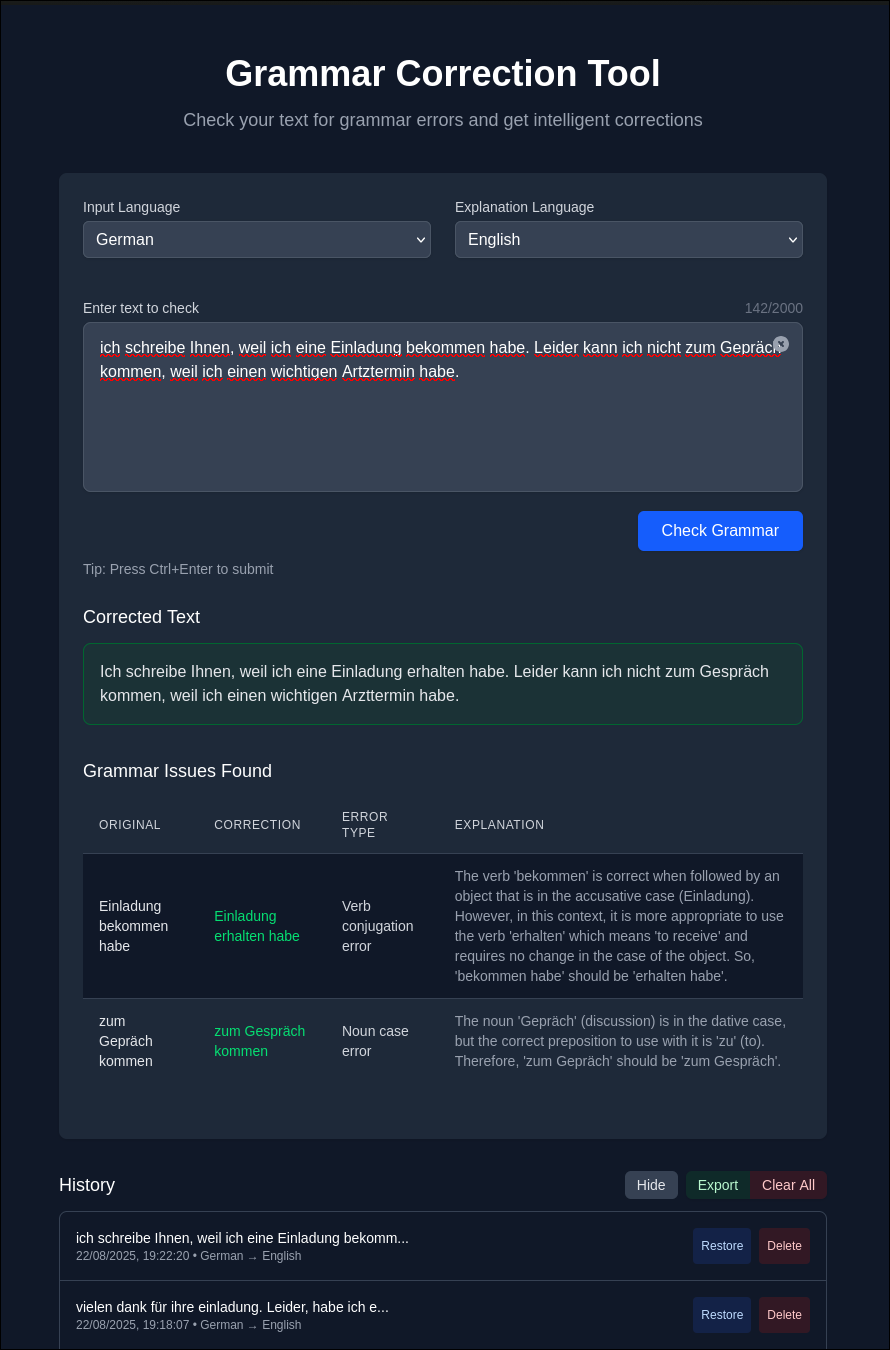 Grammar Correction Tool
Check your text for grammar errors and get intelligent corrections
Input Language
Explanation Language
German
English
Enter text to check
142/2000
ich schreibe Ihnen, weil ich eine Einladung bekommen habe. Leider kann ich nicht zum Gepräch
kommen, weil ich einen wichtigen Artztermin habe.
Check Grammar
Tip: Press Ctrl+Enter to submit
Corrected Text
Ich schreibe Ihnen, weil ich eine Einladung erhalten habe. Leider kann ich nicht zum Gespräch
kommen, weil ich einen wichtigen Arzttermin habe.
Grammar Issues Found
ORIGINAL
CORRECTION
ERROR
TYPE
EXPLANATION
Einladung
bekommen
habe
Einladung
erhalten habe
Verb
conjugation
error
The verb 'bekommen' is correct when followed by an
object that is in the accusative case (Einladung).
However, in this context, it is more appropriate to use
the verb 'erhalten' which means 'to receive' and
requires no change in the case of the object. So,
'bekommen habe' should be 'erhalten habe'.
zum
Gepräch
kommen
zum Gespräch
kommen
Noun case
error
The noun 'Gepräch' (discussion) is in the dative case,
but the correct preposition to use with it is 'zu' (to).
Therefore, 'zum Gepräch' should be 'zum Gespräch'.
History
Hide
Export
Clear All
ich schreibe Ihnen, weil ich eine Einladung bekomm...
22/08/2025, 19:22:20 • German → English
Restore
Delete
vielen dank für ihre einladung. Leider, habe ich e...
22/08/2025, 19:18:07 • German → English
Restore
Delete